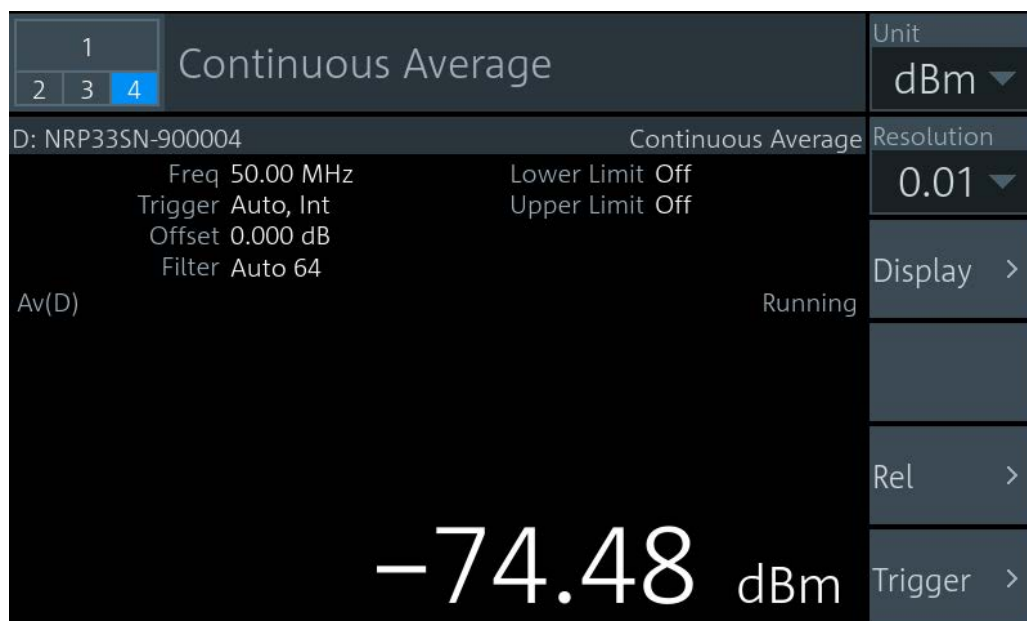 1
2 3 4
Continuous Average
Unit
dBm
D: NRP33SN-900004 Continuous Average
Resolution
0.01
Freq 50.00 MHz Lower Limit Off
Trigger Auto, Int Upper Limit Off
Offset 0.000 dB
Filter Auto 64
Display >
Av(D) Running
Rel >
−74.48 dBm
Trigger >